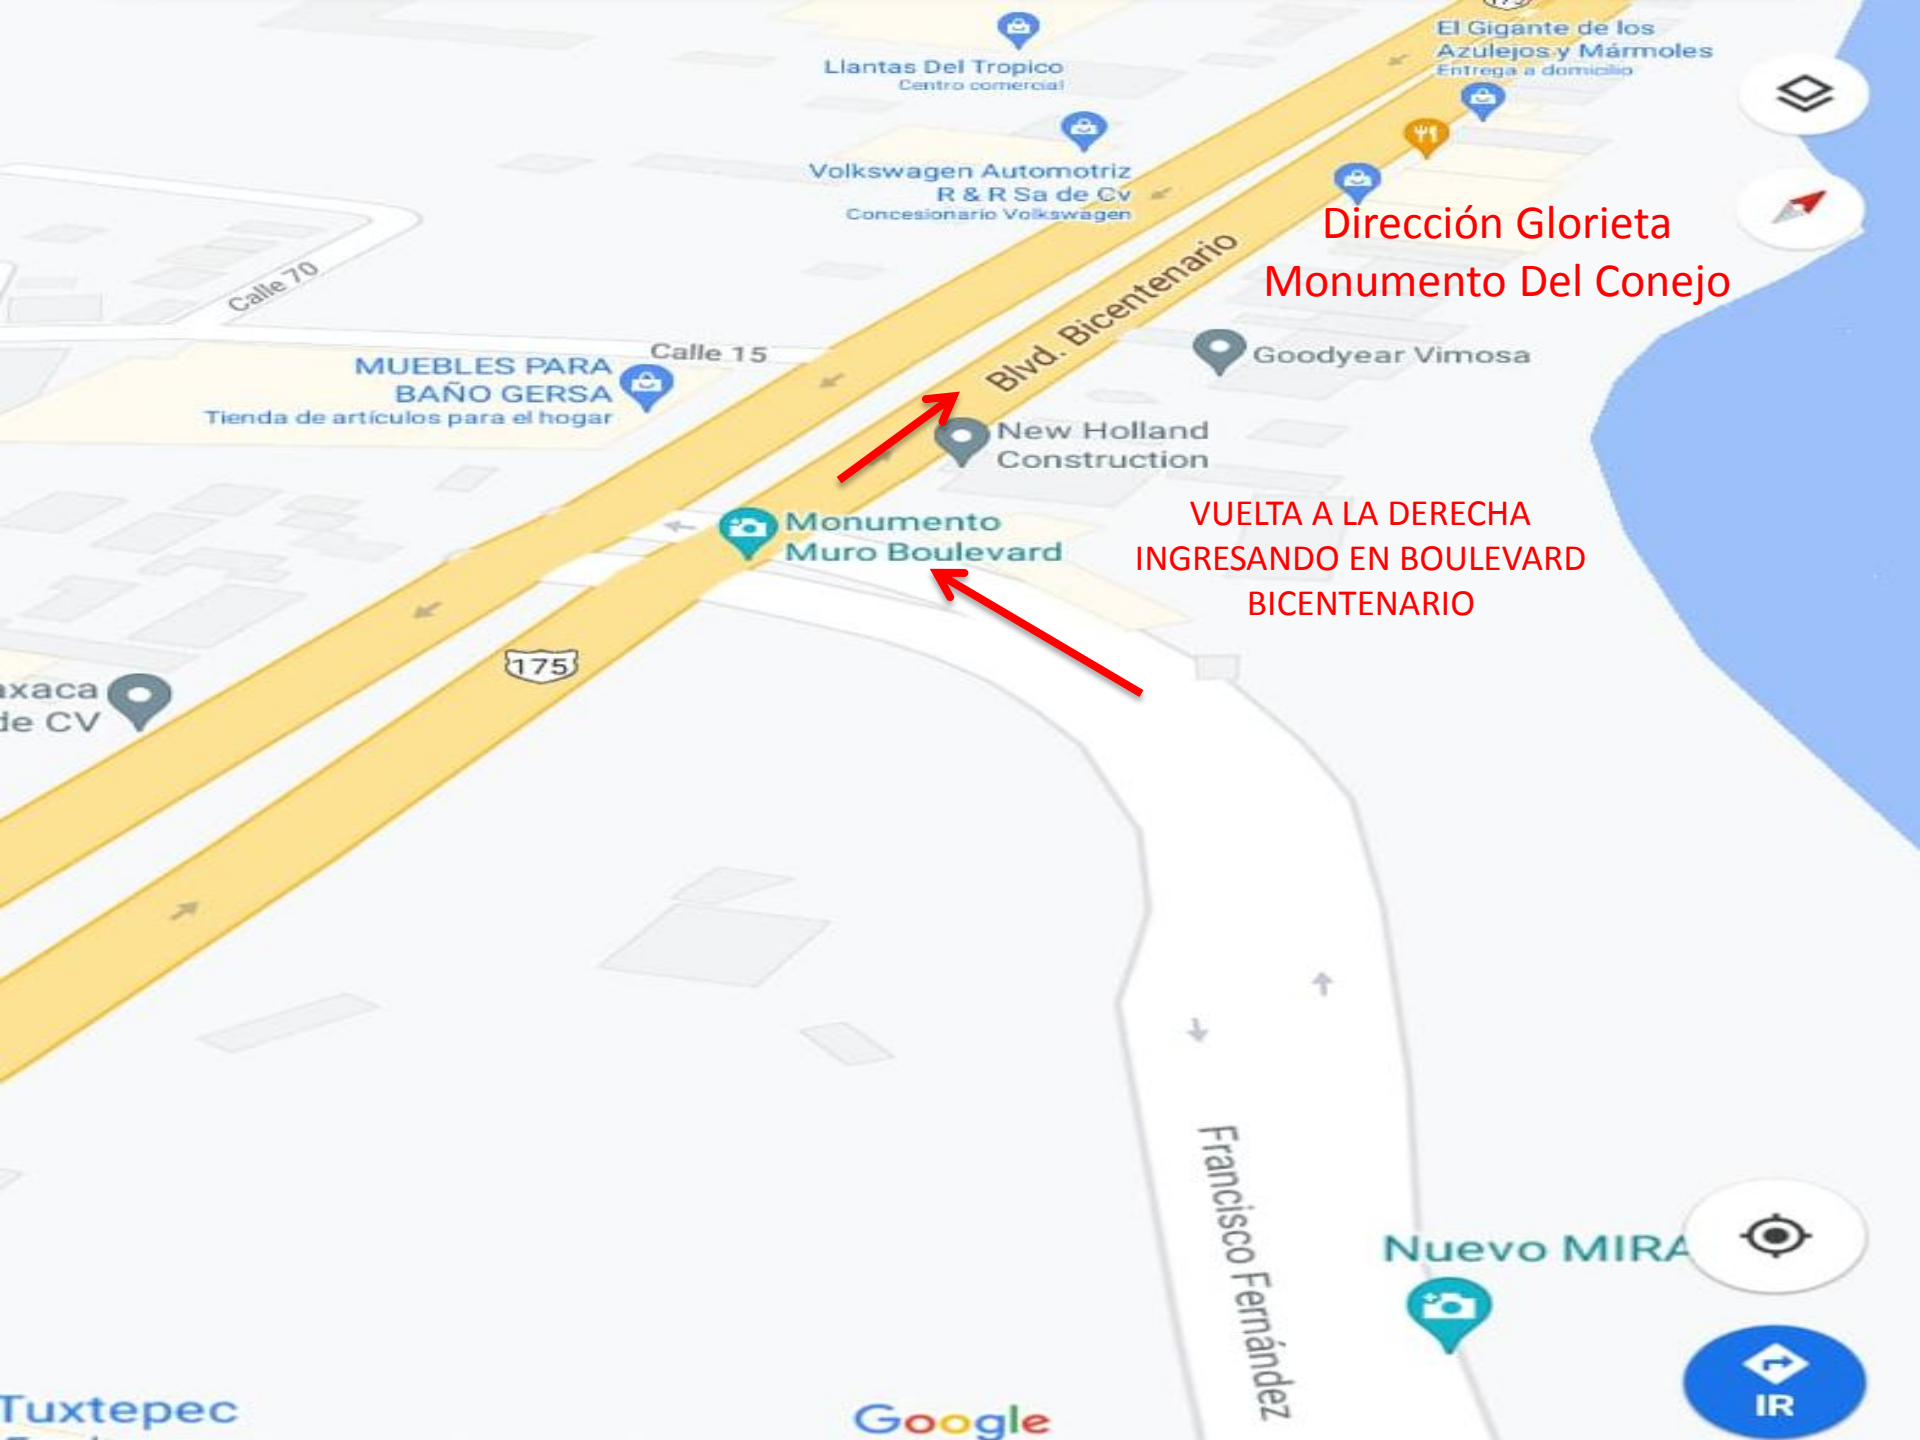 175
El Gigante de los
Azulejos y Mármoles
Entrega a domicilio
Llantas Del Tropico
Centro comercial
Volkswagen Automotriz
R & R Sa de Cv
Concesionario Volkswagen
Dirección Glorieta
Monumento Del Conejo
Calle 70
Blvd. Bicentenario
Calle 15
MUEBLES PARA
BAÑO GERSA
Tienda de artículos para el hogar
Goodyear Vimosa
New Holland
Construction
VUELTA A LA DERECHA
INGRESANDO EN BOULEVARD
BICENTENARIO
Monumento
Muro Boulevard
175
axaca
de CV
Francisco Fernández
Nuevo MIRA
IR
Tuxtepec
Google